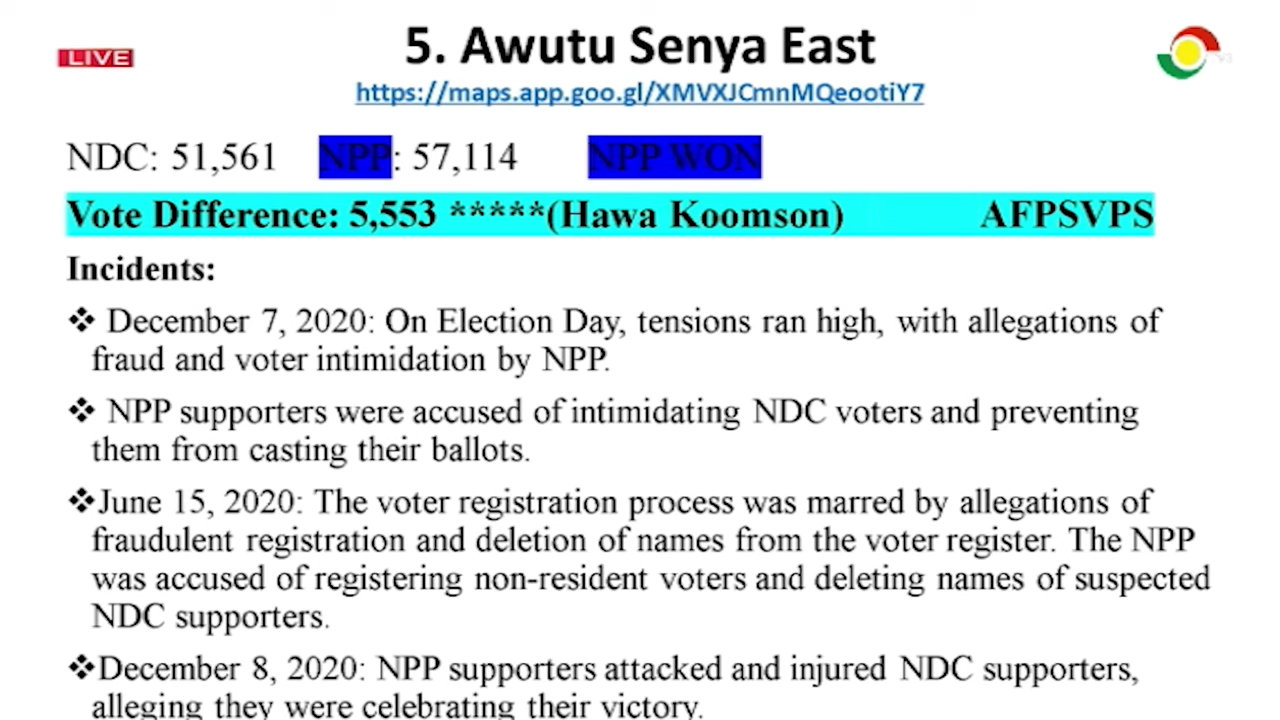 LIVE
5. Awutu Senya East
https://maps.app.goo.gl/XMVXJCmnMQeootiY7
NDC: 51,561 NPP: 57,114 NPP WON
Vote Difference: 5,553 *****(Hawa Koomson) AFPSVPS
Incidents:
❖ December 7, 2020: On Election Day, tensions ran high, with allegations of
fraud and voter intimidation by NPP.
❖ NPP supporters were accused of intimidating NDC voters and preventing
them from casting their ballots.
❖June 15, 2020: The voter registration process was marred by allegations of
fraudulent registration and deletion of names from the voter register. The NPP
was accused of registering non-resident voters and deleting names of suspected
NDC supporters.
❖December 8, 2020: NPP supporters attacked and injured NDC supporters,
alleging they were celebrating their victory.